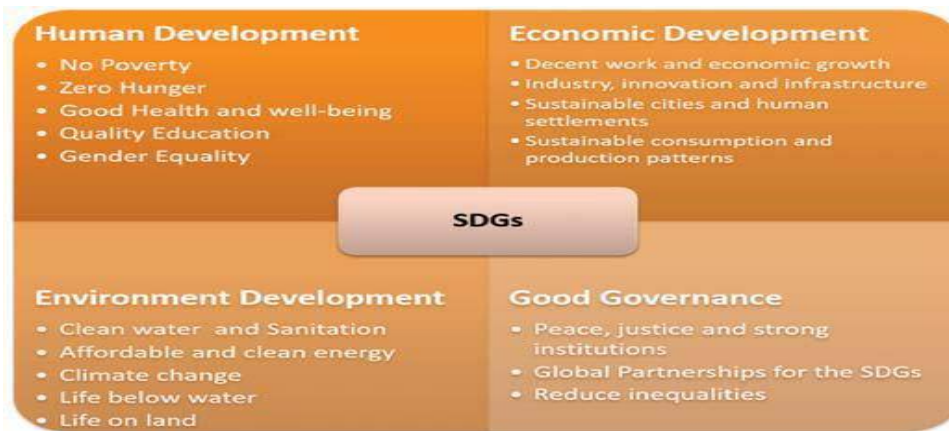 Human Development
• No Poverty
• Zero Hunger
• Good Health and well-being
• Quality Education
• Gender Equality
Economic Development
• Decent work and economic growth
• Industry, innovation and infrastructure
• Sustainable cities and human
settlements
• Sustainable consumption and
production patterns
SDGs
Environment Development
• Clean water and Sanitation
• Affordable and clean energy
• Climate change
• Life below water
• Life on land
Good Governance
• Peace, justice and strong
institutions
• Global Partnerships for the SDGs
• Reduce inequalities